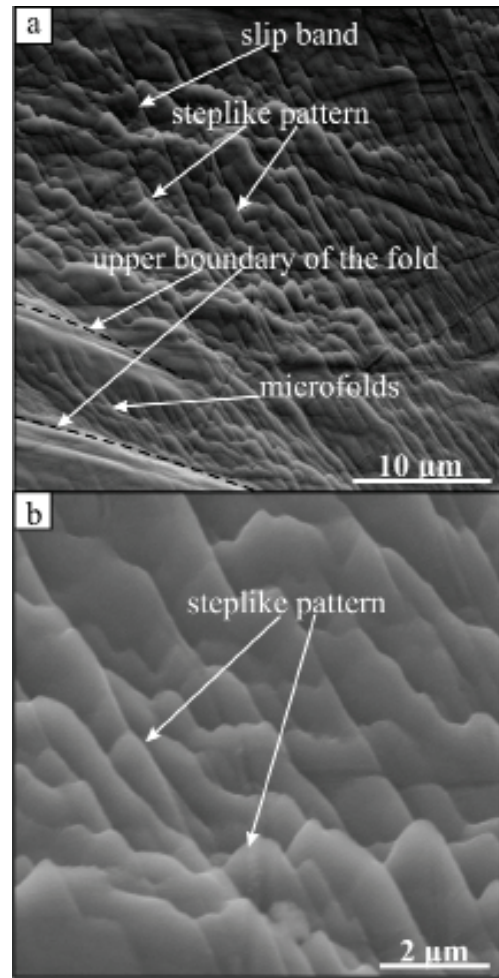 a
slip band
steplike pattern
upper boundary of the fold
microfolds
10 μm
b
steplike pattern
2 μm